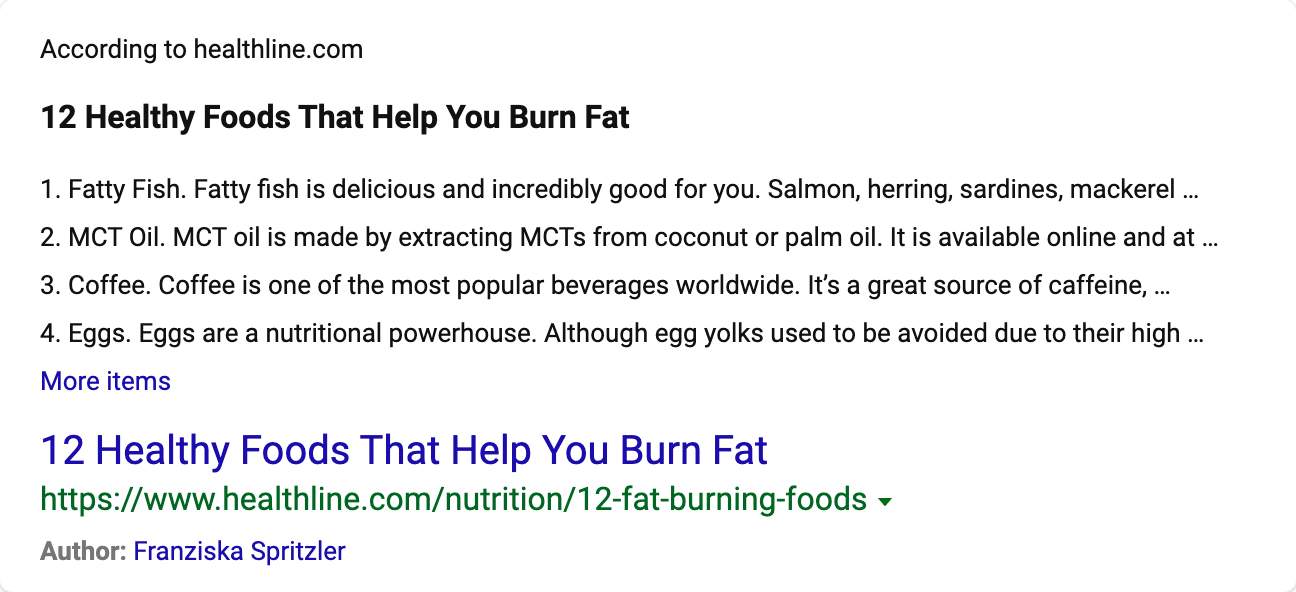 According to healthline.com
12 Healthy Foods That Help You Burn Fat
1. Fatty Fish. Fatty fish is delicious and incredibly good for you. Salmon, herring, sardines, mackerel ...
2. MCT Oil. MCT oil is made by extracting MCTs from coconut or palm oil. It is available online and at ...
3. Coffee. Coffee is one of the most popular beverages worldwide. It’s a great source of caffeine, ...
4. Eggs. Eggs are a nutritional powerhouse. Although egg yolks used to be avoided due to their high ...
More items
12 Healthy Foods That Help You Burn Fat
https://www.healthline.com/nutrition/12-fat-burning-foods
Author: Franziska Spritzler